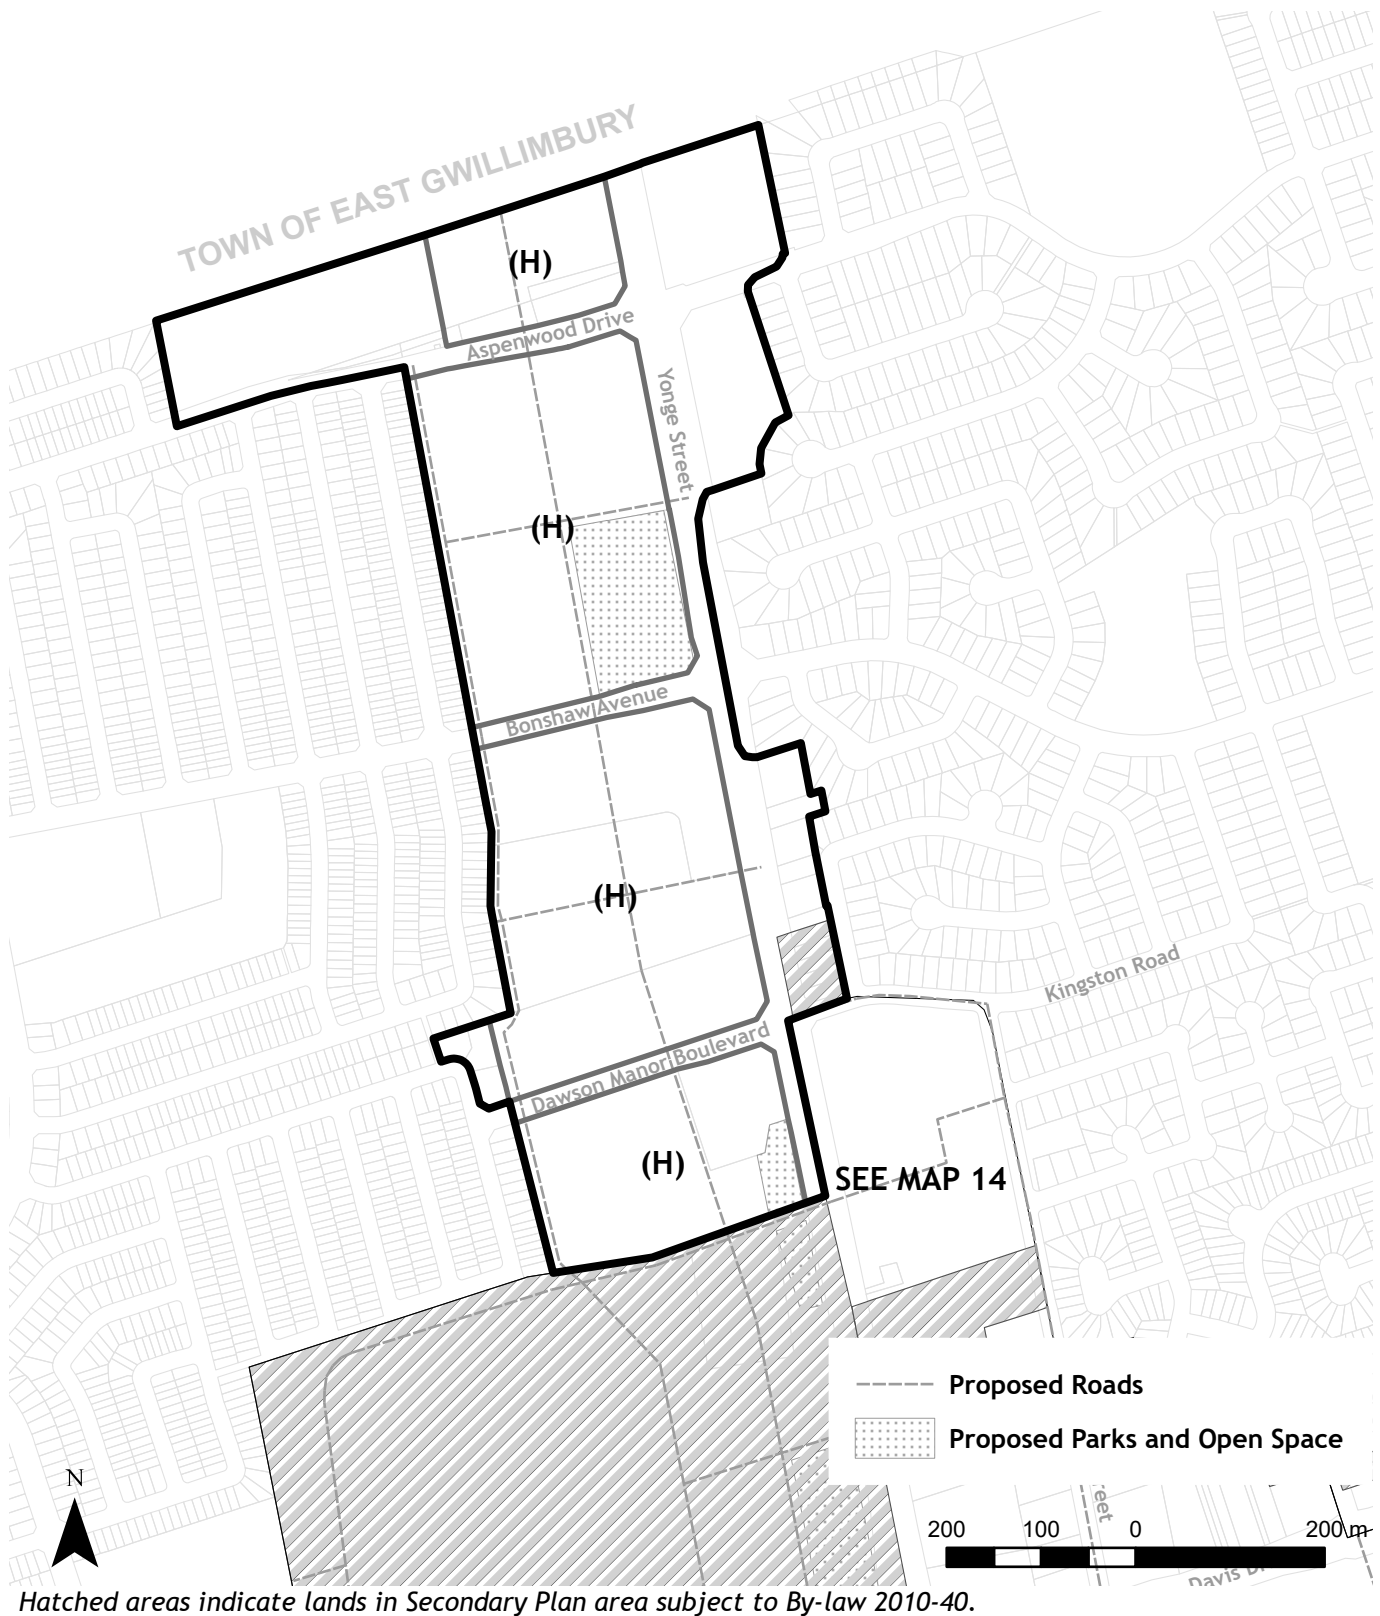 TOWN OF EAST GWILLIMBURY
(H)
Aspenwood Drive
Yonge Street
(H)
Bonshaw Avenue
(H)
Kingston Road
Dawson Manor Boulevard
(H)
SEE MAP 14
Proposed Roads
Proposed Parks and Open Space
N
eet
200 100 0 200 m
Davis D
Hatched areas indicate lands in Secondary Plan area subject to By-law 2010-40.